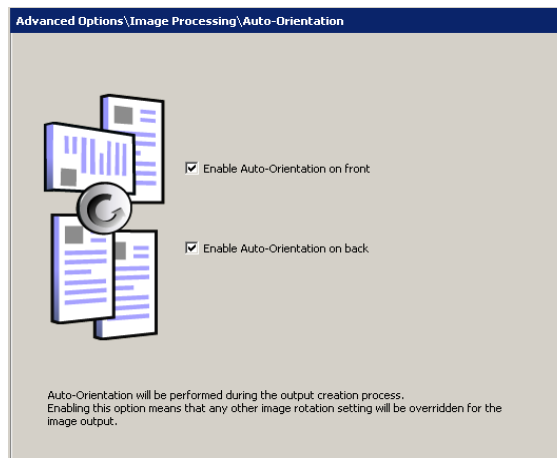 Advanced Options\Image Processing\Auto-Orientation
Enable Auto-Orientation on front
Enable Auto-Orientation on back
Auto-Orientation will be performed during the output creation process.
Enabling this option means that any other image rotation setting will be overridden for the
image output.